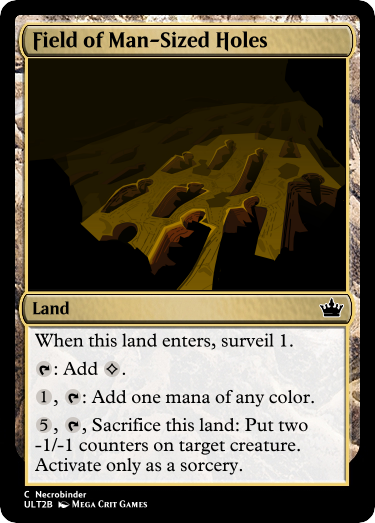 Field of Man-Sized Holes
Land
When this land enters, surveil 1.
: Add .
1, : Add one mana of any color.
5, , Sacrifice this land: Put two
-1/-1 counters on target creature.
Activate only as a sorcery.
C Necrobinder
ULT2B Mega Crit Games